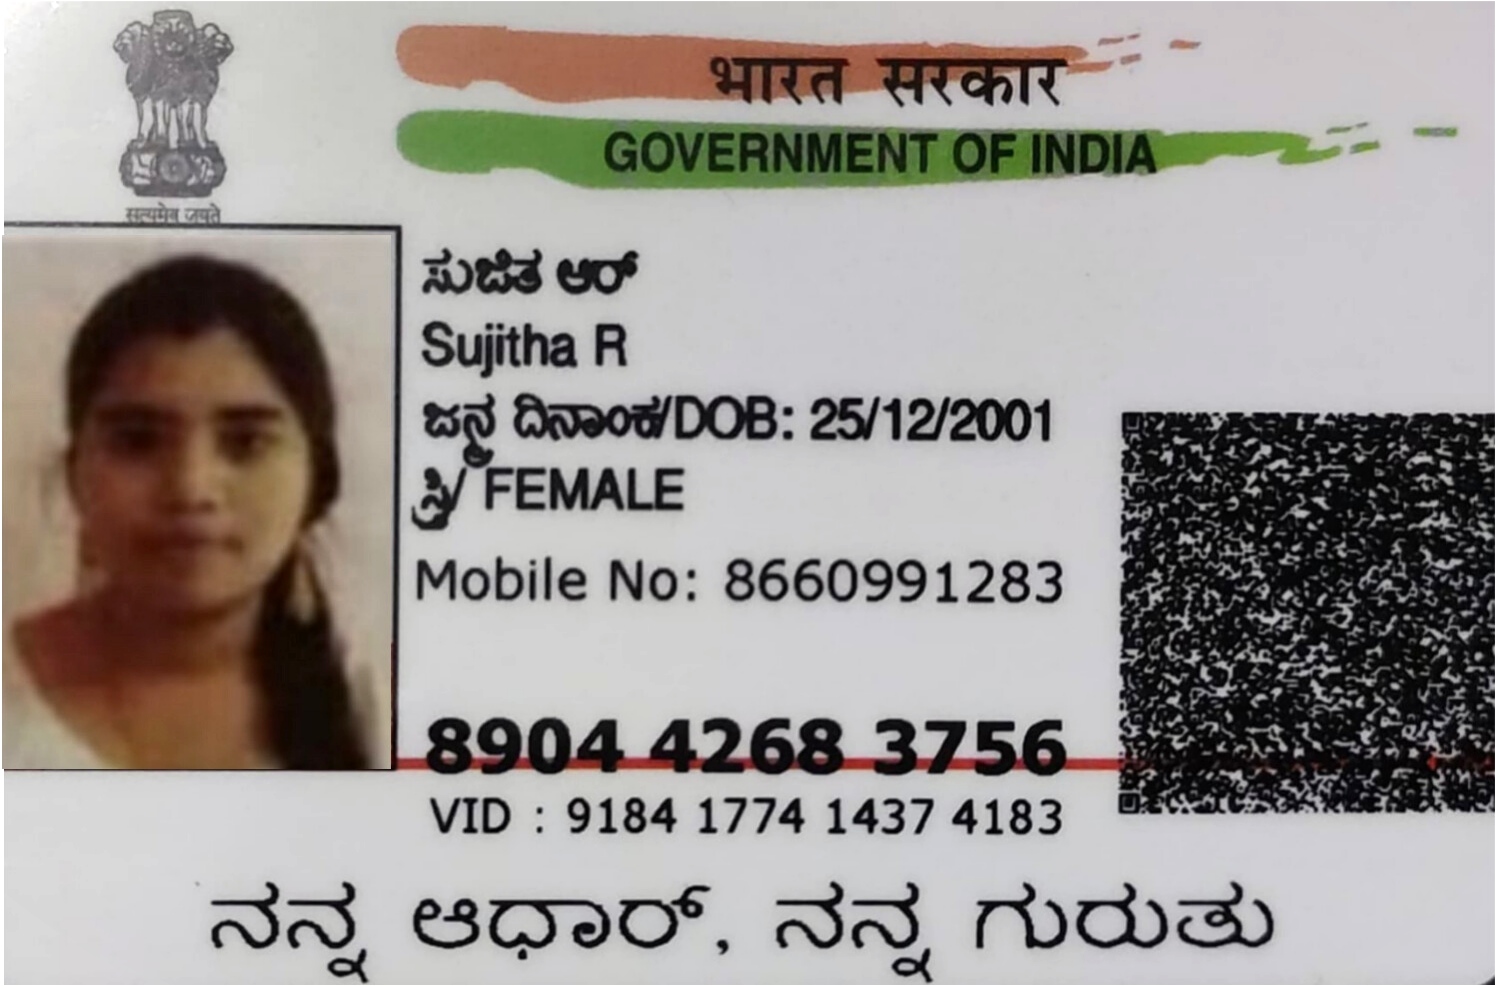 सत्यमेव जयते
भारत सरकार
GOVERNMENT OF INDIA
ಸುಜಿತ ಆರ್
Sujitha R
ಜನ್ಮ ದಿನಾಂಕ/DOB: 25/12/2001
ಸ್ತ್ರೀ/ FEMALE
Mobile No: 8660991283
8904 4268 3756
VID : 9184 1774 1437 4183
ನನ್ನ ಆಧಾರ್, ನನ್ನ ಗುರುತು